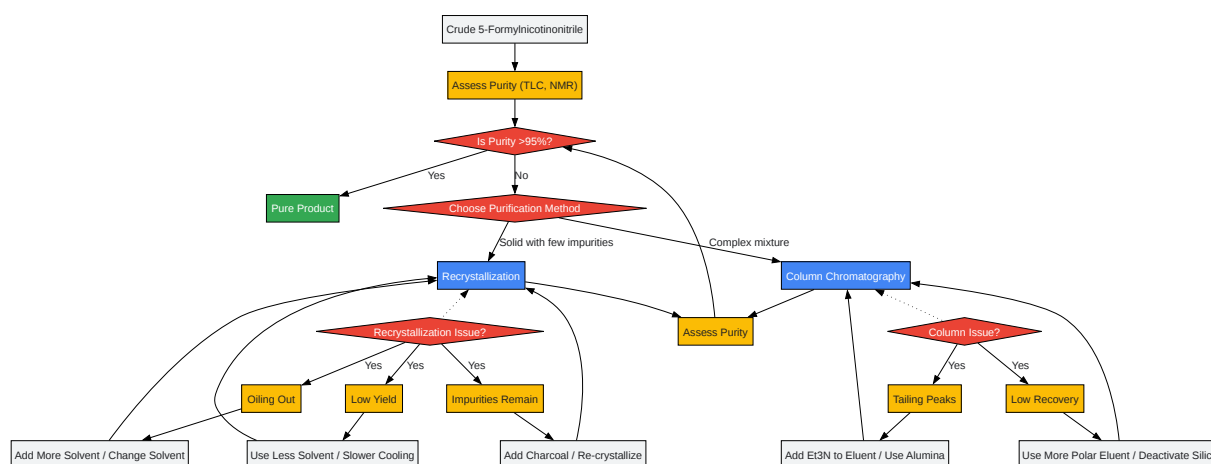 Crude 5-Formylnicotinonitrile
Assess Purity (TLC, NMR)
Is Purity >95%?
Yes
No
Pure Product
Choose Purification Method
Solid with few impurities
Complex mixture
Recrystallization
Column Chromatography
Recrystallization Issue?
Assess Purity
Column Issue?
Yes
Yes
Yes
Yes
Yes
Oiling Out
Low Yield
Impurities Remain
Tailing Peaks
Low Recovery
Add More Solvent / Change Solvent
Use Less Solvent / Slower Cooling
Add Charcoal / Re-crystallize
Add Et3N to Eluent / Use Alumina
Use More Polar Eluent / Deactivate Silic